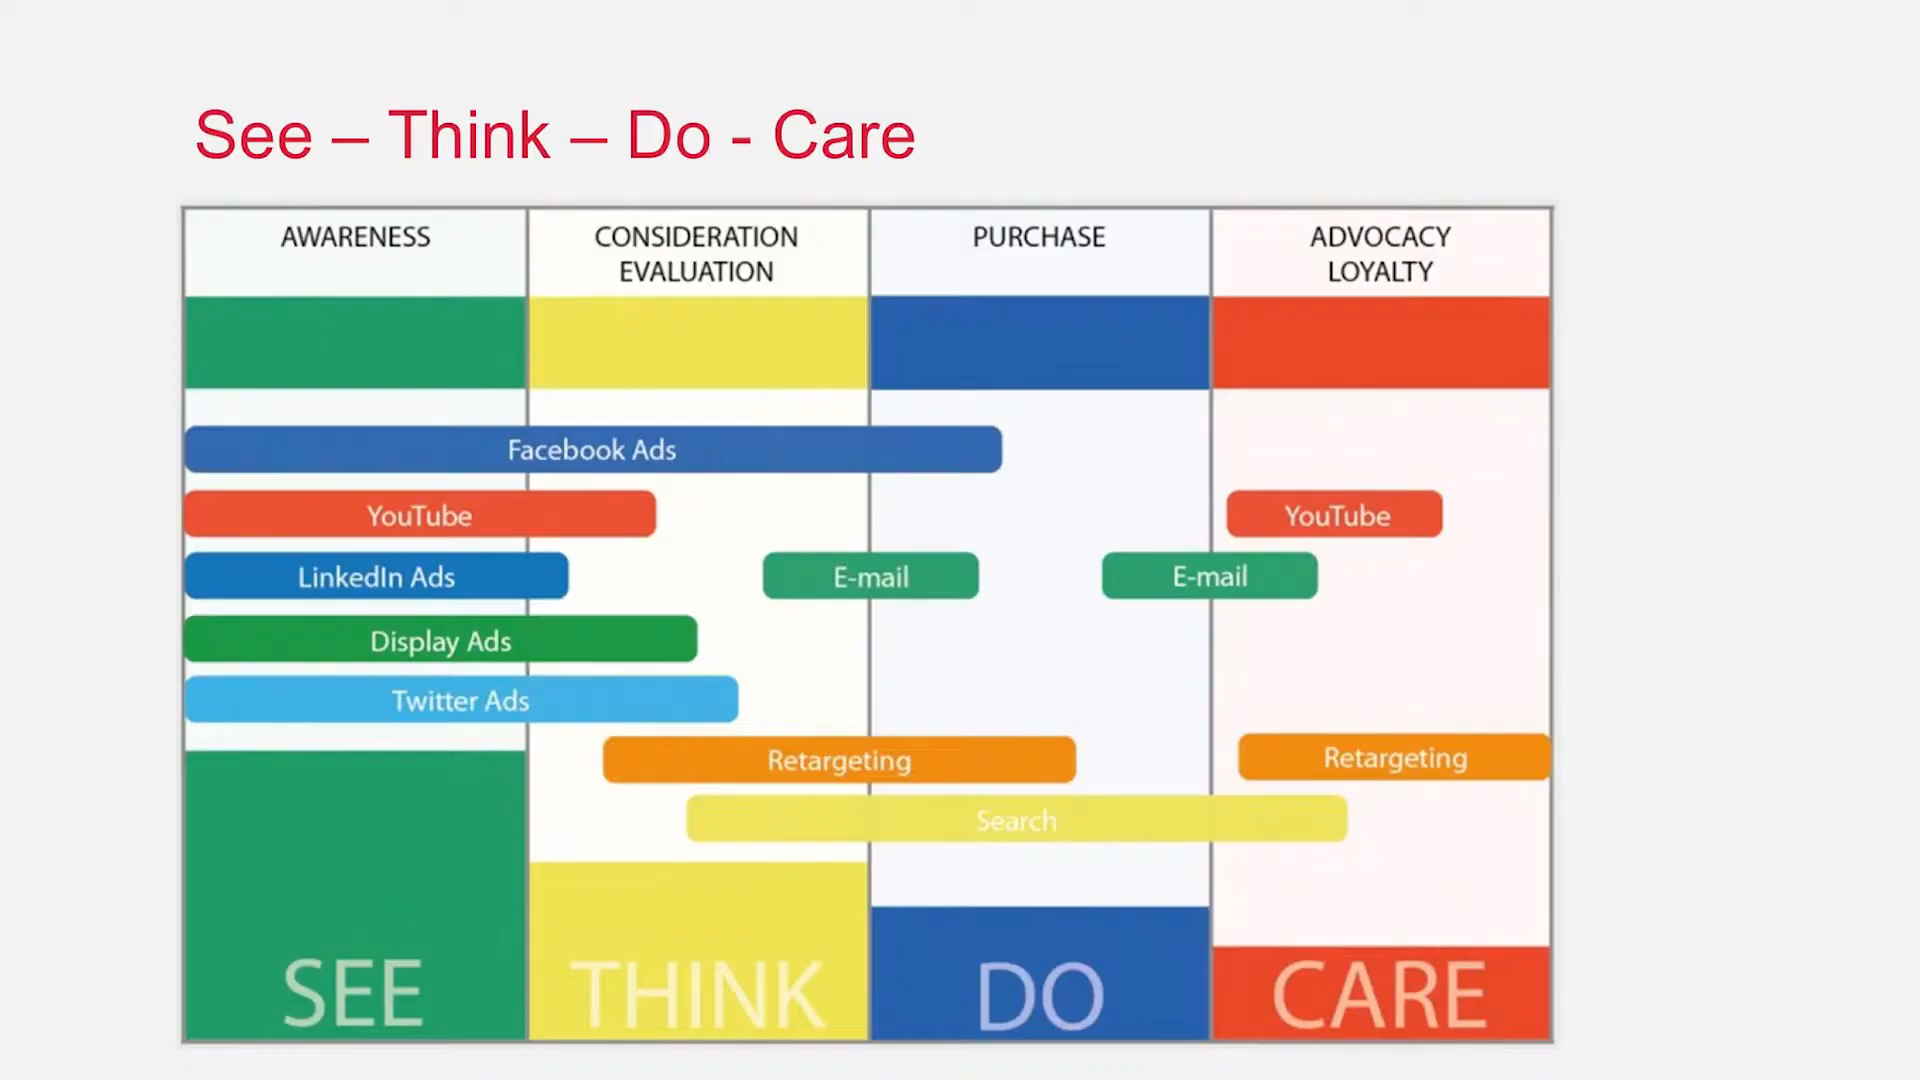 See – Think – Do - Care
AWARENESS
CONSIDERATION
EVALUATION
PURCHASE
ADVOCACY
LOYALTY
Facebook Ads
YouTube
YouTube
LinkedIn Ads
E-mail
E-mail
Display Ads
Twitter Ads
Retargeting
Retargeting
Search
SEE
THINK
DO
CARE